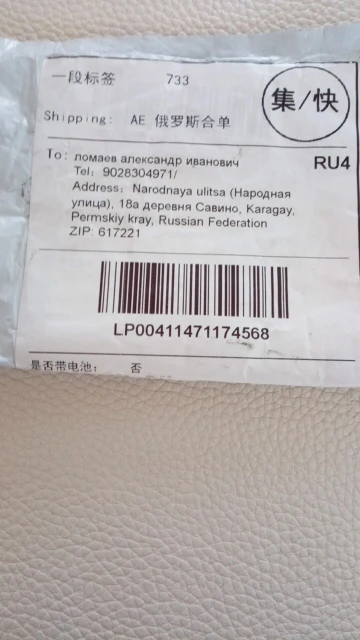 一段标签 733
集/快
Shipping: AE 俄罗斯合单
To: ломаев александр иванович
RU4
Tel: 9028304971/
Address: Narodnaya ulitsa (Народная
улица), 18а деревня Савино, Karagay,
Permskiy kray, Russian Federation
ZIP: 617221
LP00411471174568
是否带电池: 否